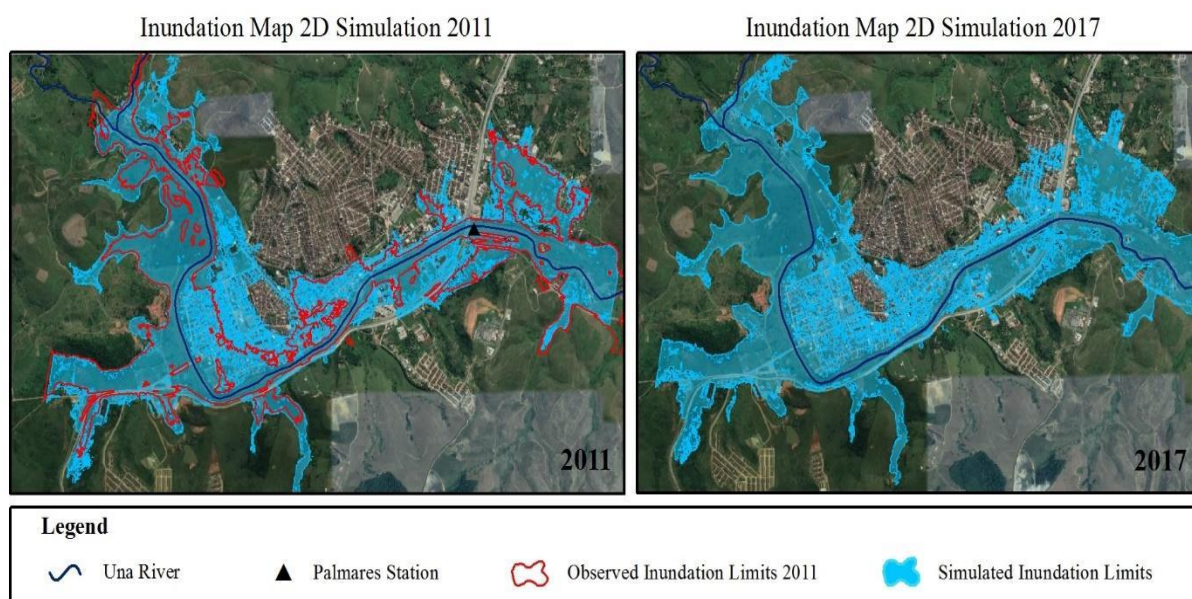 Inundation Map 2D Simulation 2011
Inundation Map 2D Simulation 2017
2011
2017
Legend
Una River
Palmares Station
Observed Inundation Limits 2011
Simulated Inundation Limits